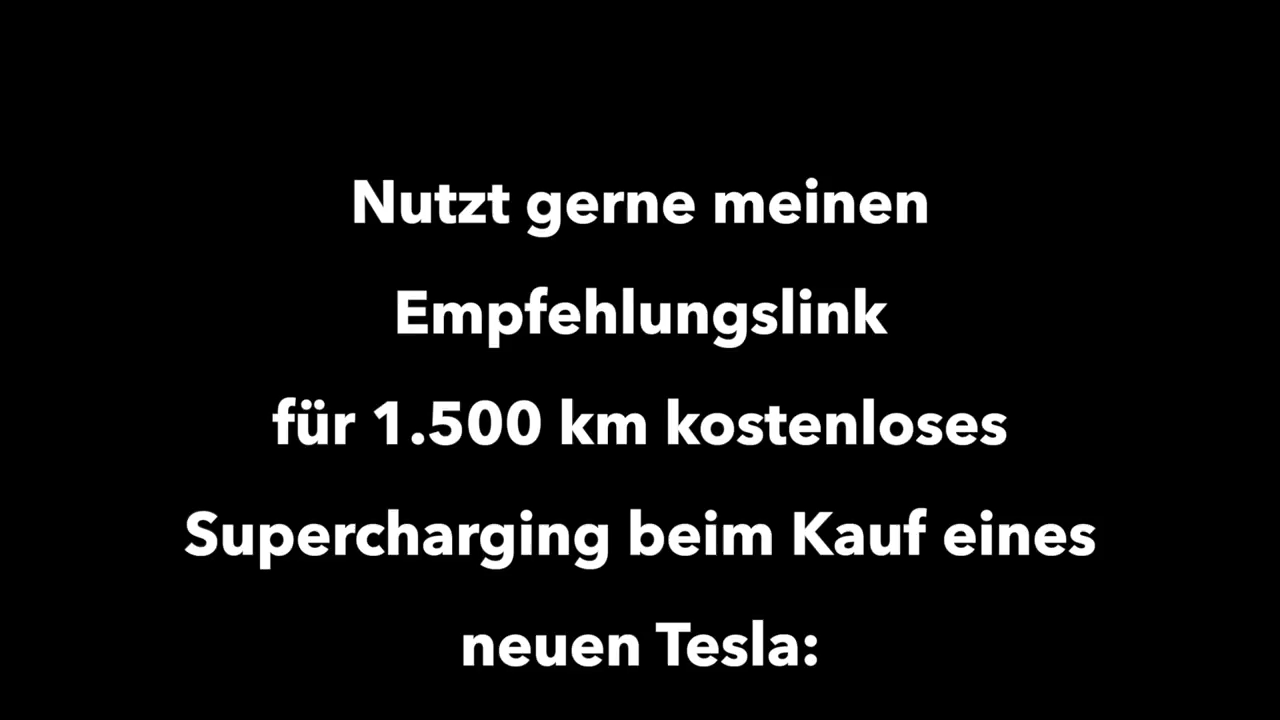 Nutzt gerne meinen
Empfehlungslink
für 1.500 km kostenloses
Supercharging beim Kauf eines
neuen Tesla: